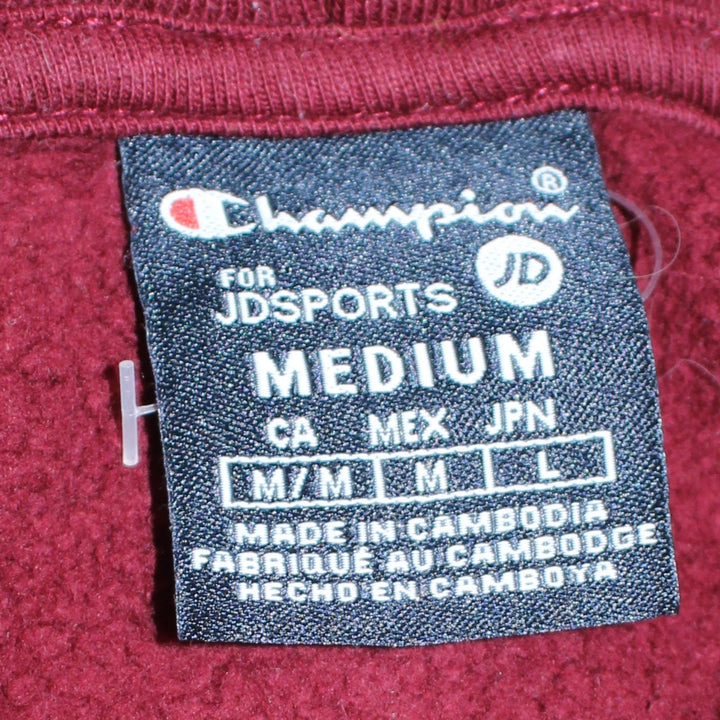 Champion®
FOR JD
JDSPORTS
MEDIUM
CA MEX JPN
M/M M L
MADE IN CAMBODIA
FABRIQUÉ AU CAMBODGE
HECHO EN CAMBOYA